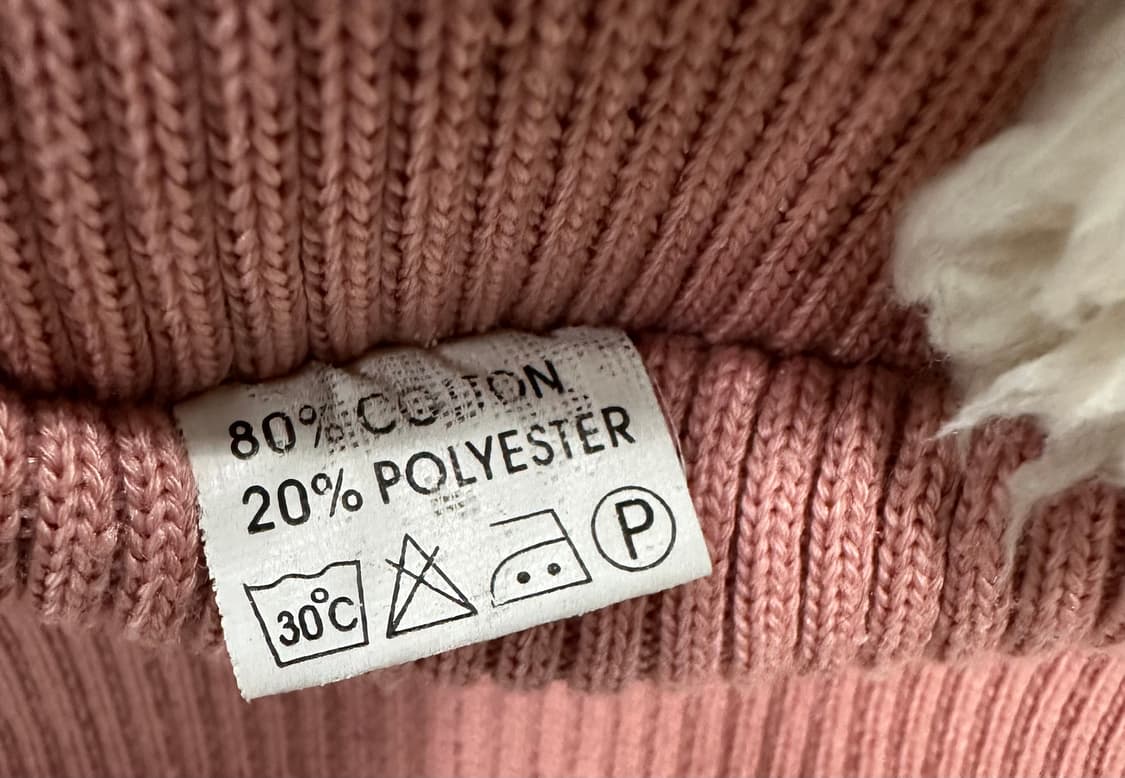 80% COTTON
20% POLYESTER
30°C P